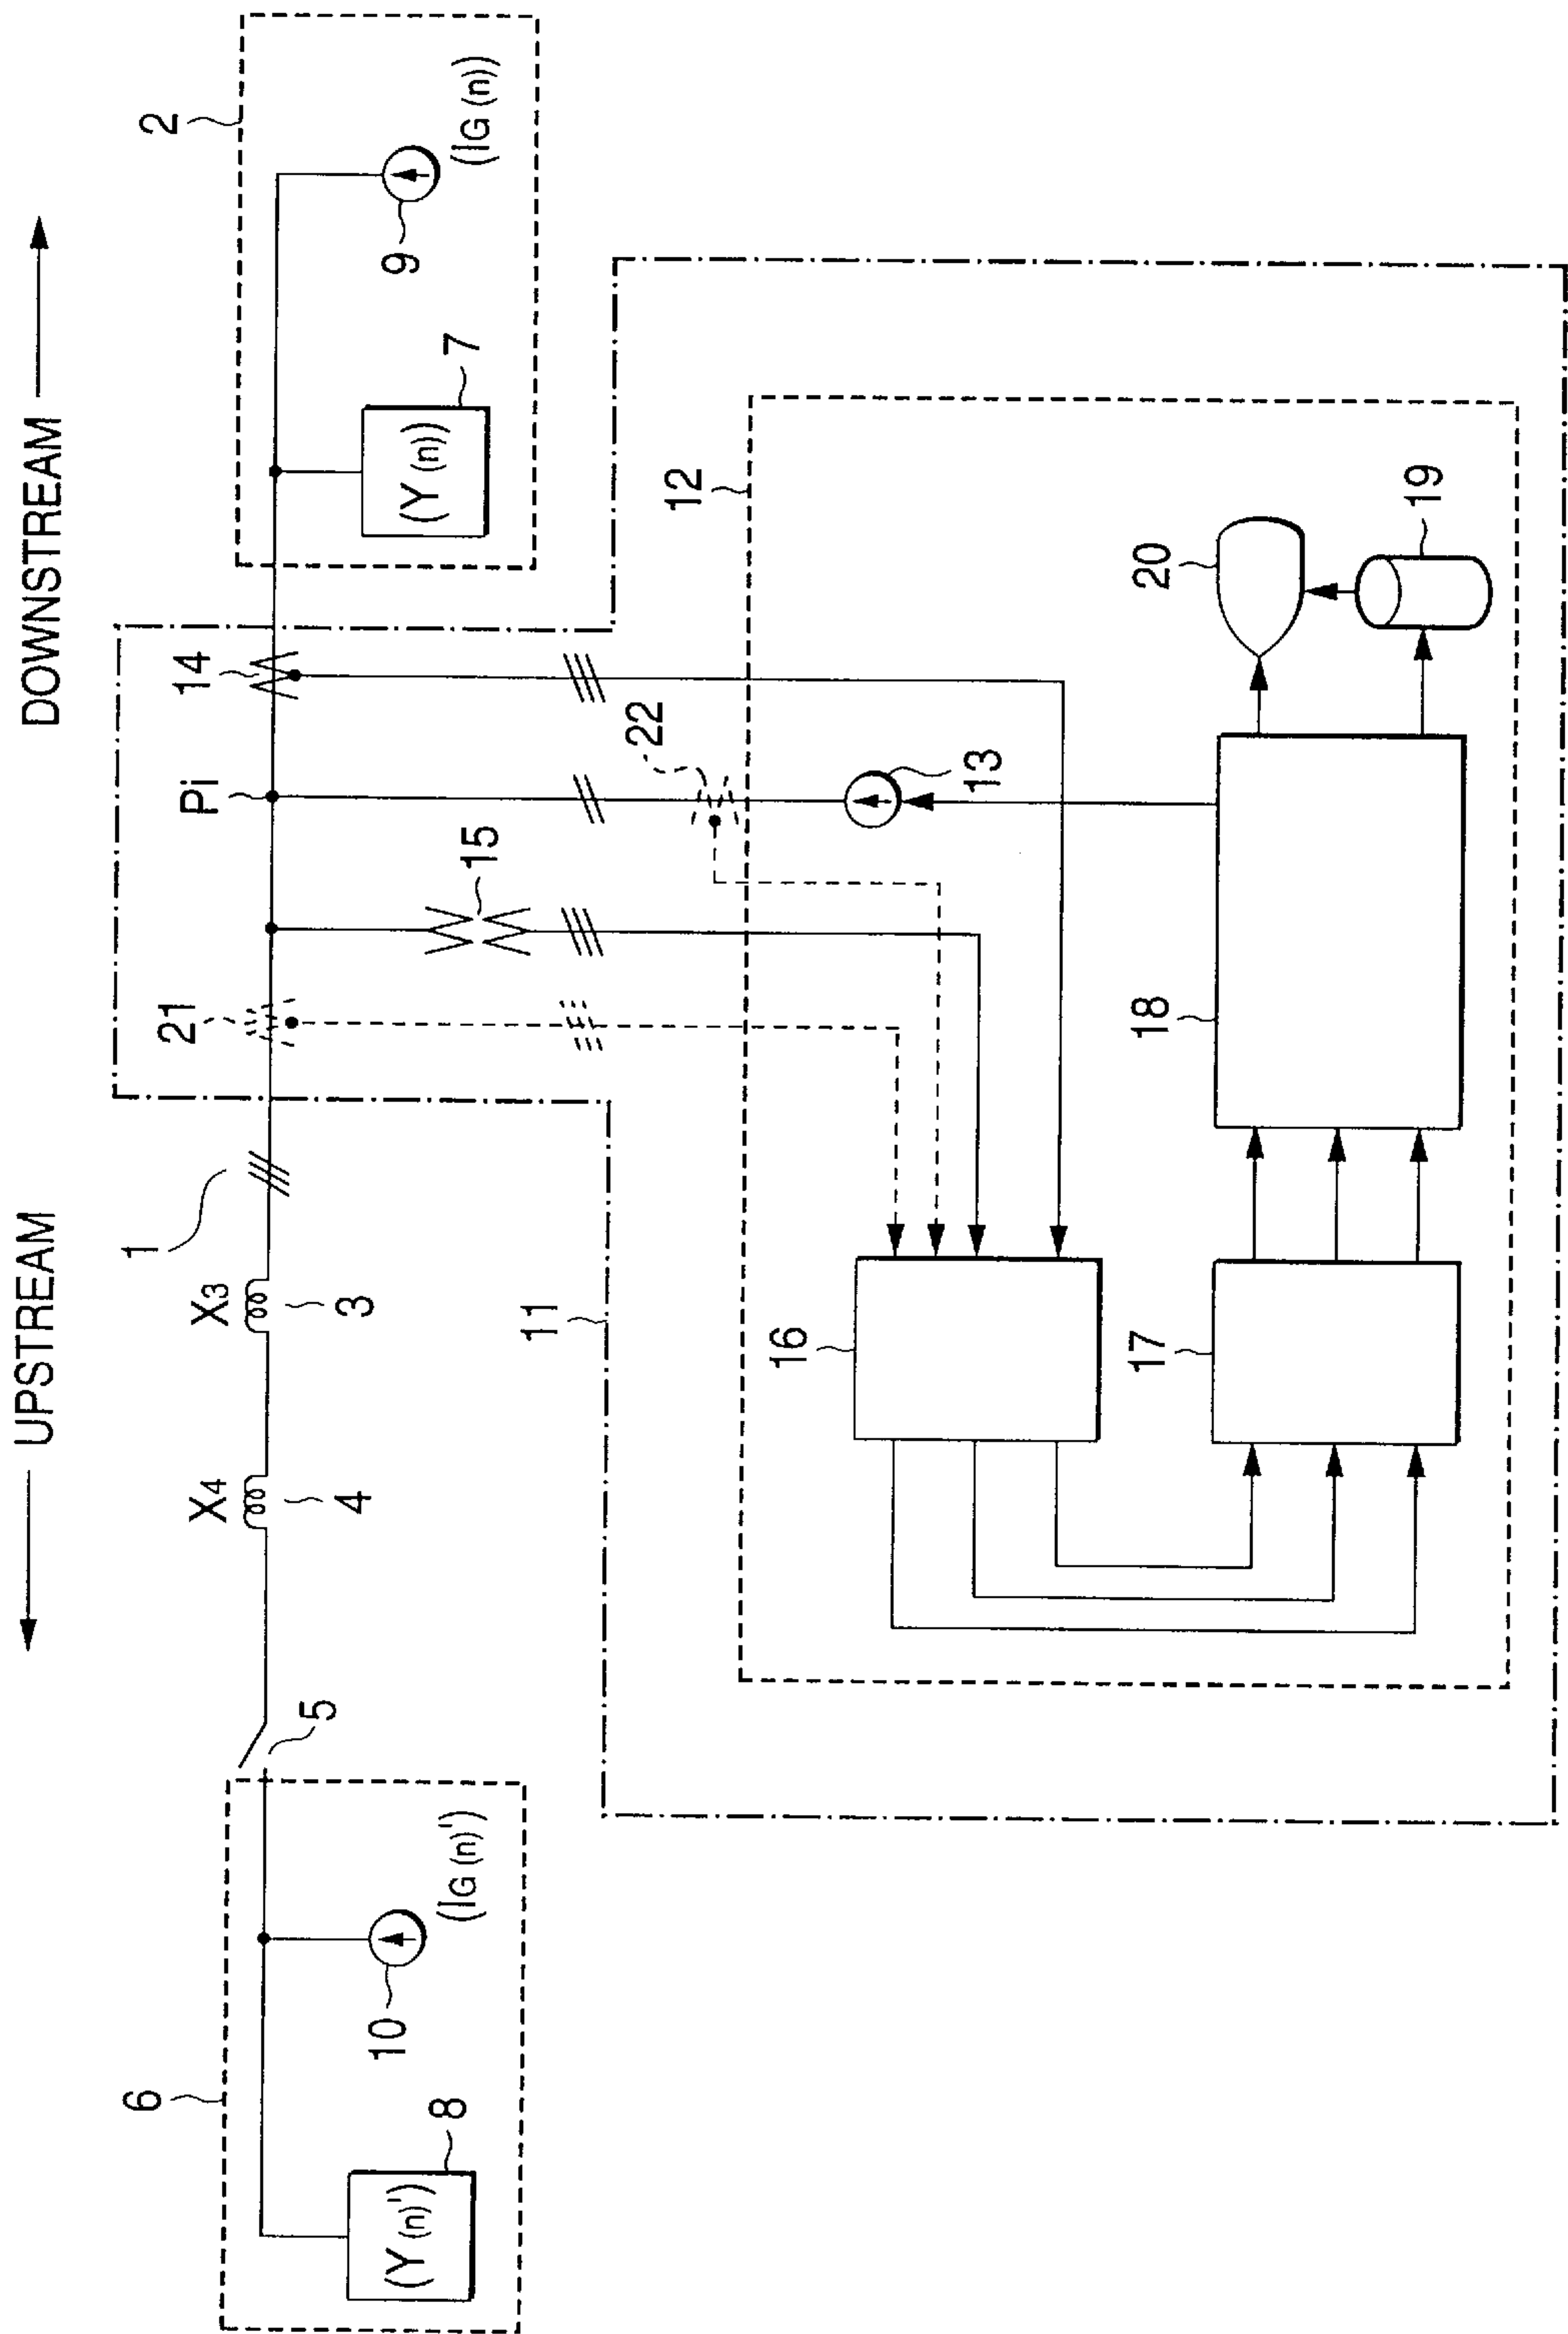 UPSTREAM
DOWNSTREAM
6
X4
X3
1
21
Pi
14
2
8
(Y(n)')
10
(IG(n)')
5
4
3
11
15
22
7
(Y(n))
9
(IG(n))
12
16
13
17
18
20
19